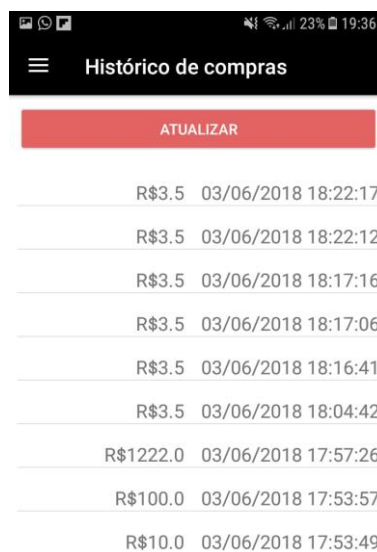 23% 19:36
Histórico de compras
ATUALIZAR
R$3.5 03/06/2018 18:22:17
R$3.5 03/06/2018 18:22:12
R$3.5 03/06/2018 18:17:16
R$3.5 03/06/2018 18:17:06
R$3.5 03/06/2018 18:16:41
R$3.5 03/06/2018 18:04:42
R$1222.0 03/06/2018 17:57:26
R$100.0 03/06/2018 17:53:57
R$10.0 03/06/2018 17:53:49